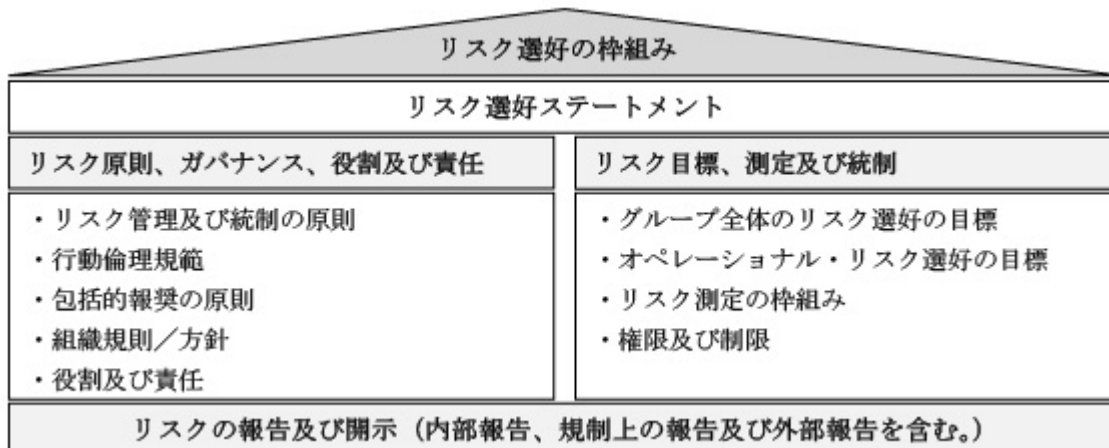 リスク選好の枠組み
リスク選好ステートメント
リスク原則、ガバナンス、役割及び責任
・リスク管理及び統制の原則
・行動倫理規範
・包括的報奨の原則
・組織規則／方針
・役割及び責任
リスク目標、測定及び統制
・グループ全体のリスク選好の目標
・オペレーショナル・リスク選好の目標
・リスク測定の枠組み
・権限及び制限
リスクの報告及び開示（内部報告、規制上の報告及び外部報告を含む。）